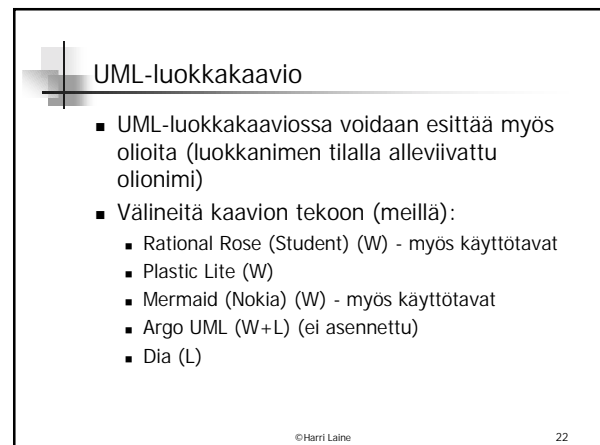 UML-luokkakaavio
UML-luokkakaaviossa voidaan esittää myös
olioita (luokkanimen tilalla alleviivattu
olionimi)
Välineitä kaavion tekoon (meillä):
Rational Rose (Student) (W) - myös käyttötavat
Plastic Lite (W)
Mermaid (Nokia) (W) - myös käyttötavat
Argo UML (W+L) (ei asennettu)
Dia (L)
©Harri Laine 22